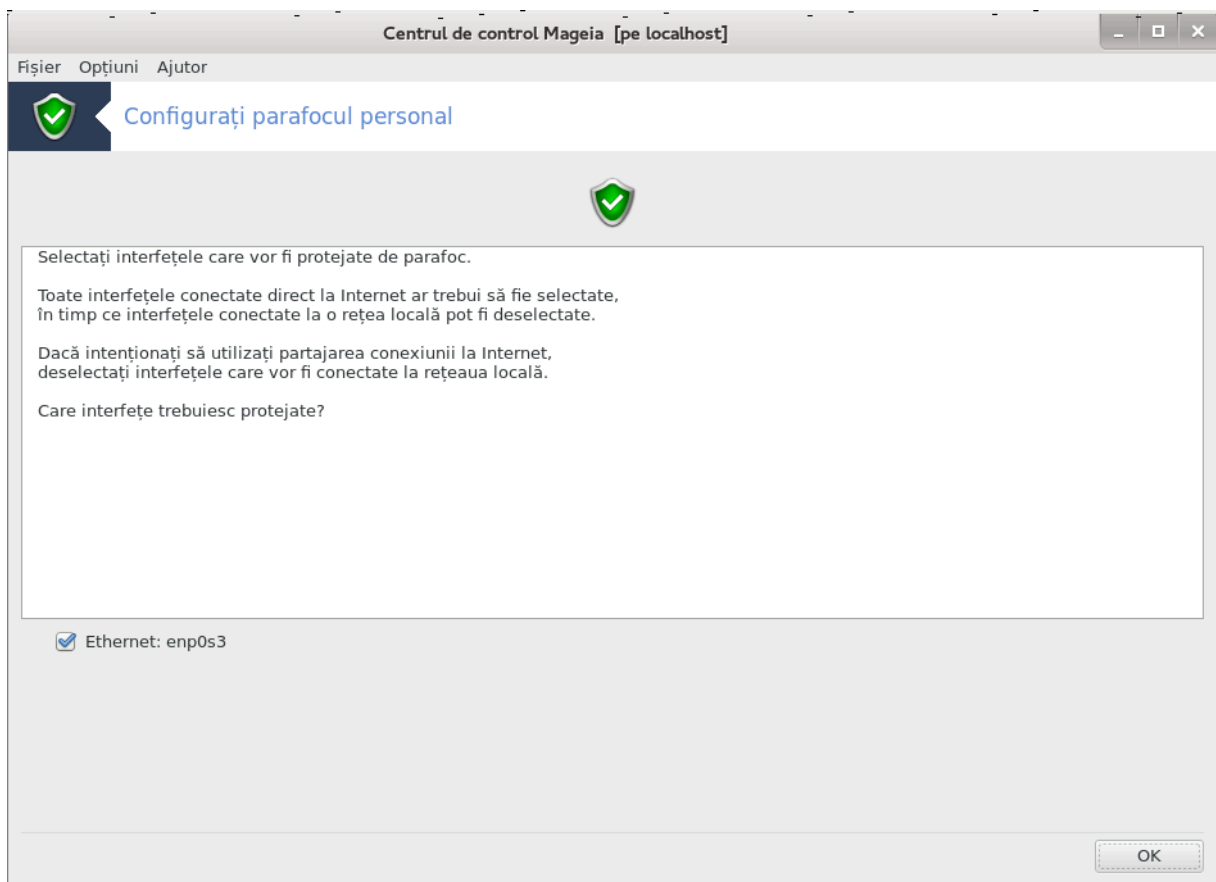 Centrul de control Mageia [pe localhost]
Fișier Opțiuni Ajutor
Configurați parafocul personal
Selectați interfețele care vor fi protejate de parafoc.
Toate interfețele conectate direct la Internet ar trebui să fie selectate,
în timp ce interfețele conectate la o rețea locală pot fi deselectate.
Dacă intenționați să utilizați partajarea conexiunii la Internet,
deselectați interfețele care vor fi conectate la rețeaua locală.
Care interfețe trebuiesc protejate?
Ethernet: enp0s3
OK